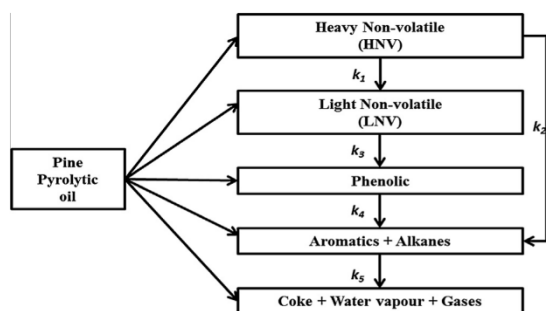 Heavy Non-volatile
(HNV)
k1
Light Non-volatile
(LNV)
k2
k3
Pine
Pyrolytic
oil
Phenolic
k4
Aromatics + Alkanes
k5
Coke + Water vapour + Gases